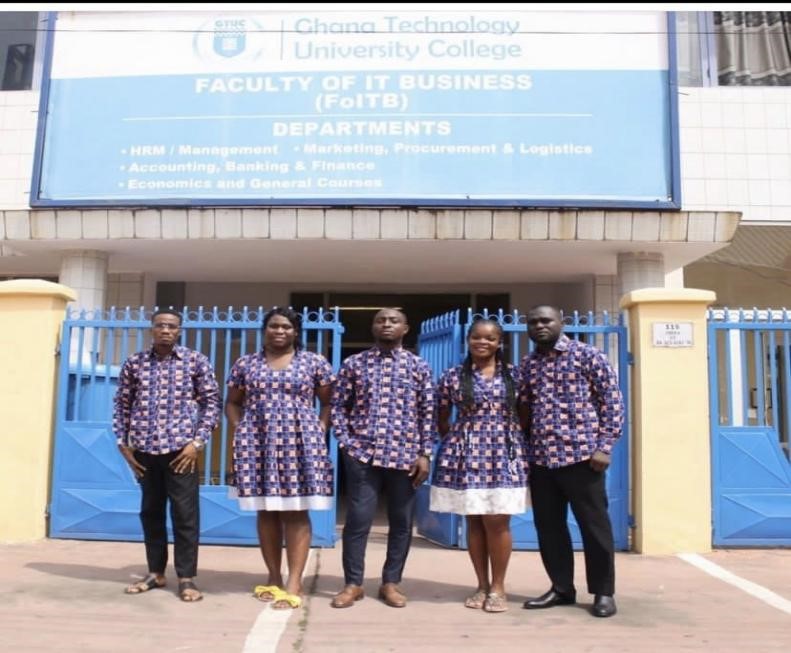 GTUC
Ghana Technology
University College
FACULTY OF IT BUSINESS
(FoITB)
DEPARTMENTS
• HRM / Management • Marketing, Procurement & Logistics
• Accounting, Banking & Finance
• Economics and General Courses
119